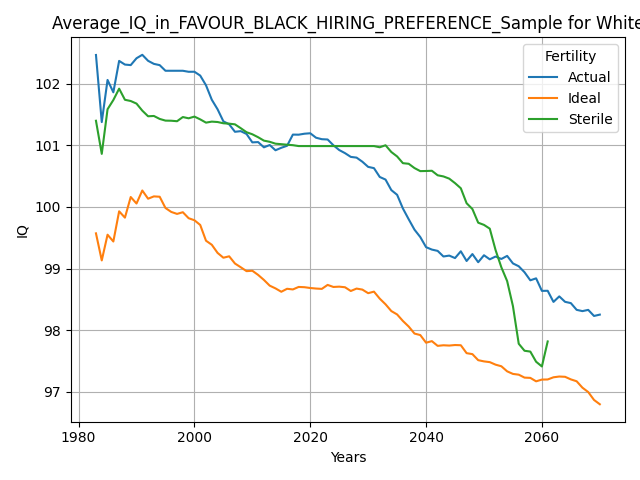 Average_IQ_in_FAVOUR_BLACK_HIRING_PREFERENCE_Sample for White
Fertility
Actual
Ideal
Sterile
102
101
100
99
98
97
IQ
1980 2000 2020 2040 2060
Years